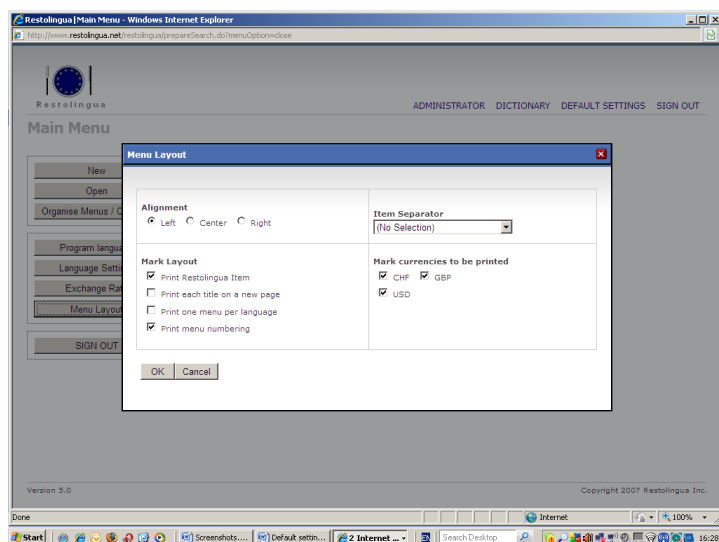 Restolingua|Main Menu - Windows Internet Explorer
http://www.restolingua.net/restolingua/prepareSearch.do?menuOption=close
Restolingua
ADMINISTRATOR DICTIONARY DEFAULT SETTINGS SIGN OUT
Main Menu
Menu Layout
New
Open
Organise Menus / C
Program langua
Language Setti
Exchange Rat
Menu Layout
SIGN OUT
Alignment
Left Center Right
Item Separator
(No Selection)
Mark Layout
Print Restolingua Item
Print each title on a new page
Print one menu per language
Print menu numbering
Mark currencies to be printed
CHF GBP
USD
OK Cancel
Version 5.0
Copyright 2007 Restolingua Inc.
Done
Internet
100%
Start
Screenshots....
Default settin...
2 Internet ...
Search Desktop
16:28